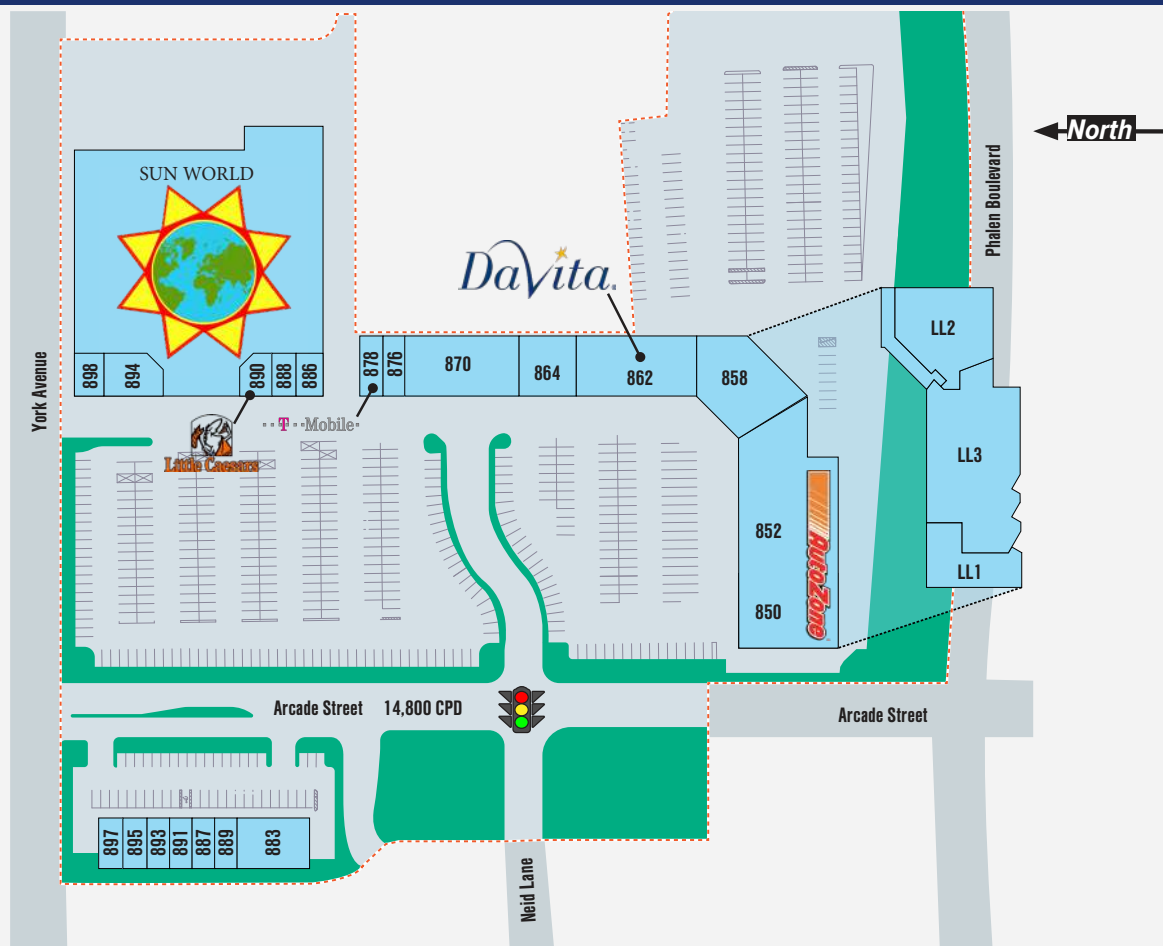 North
Phalen Boulevard
SUN WORLD
DaVita.
York Avenue
898
894
890
888
886
878
876
870
864
862
858
LL2
LL3
LL1
T Mobile
Little Caesars
852
850
AutoZone
Arcade Street 14,800 CPD
Arcade Street
897
895
893
891
887
889
883
Neid Lane